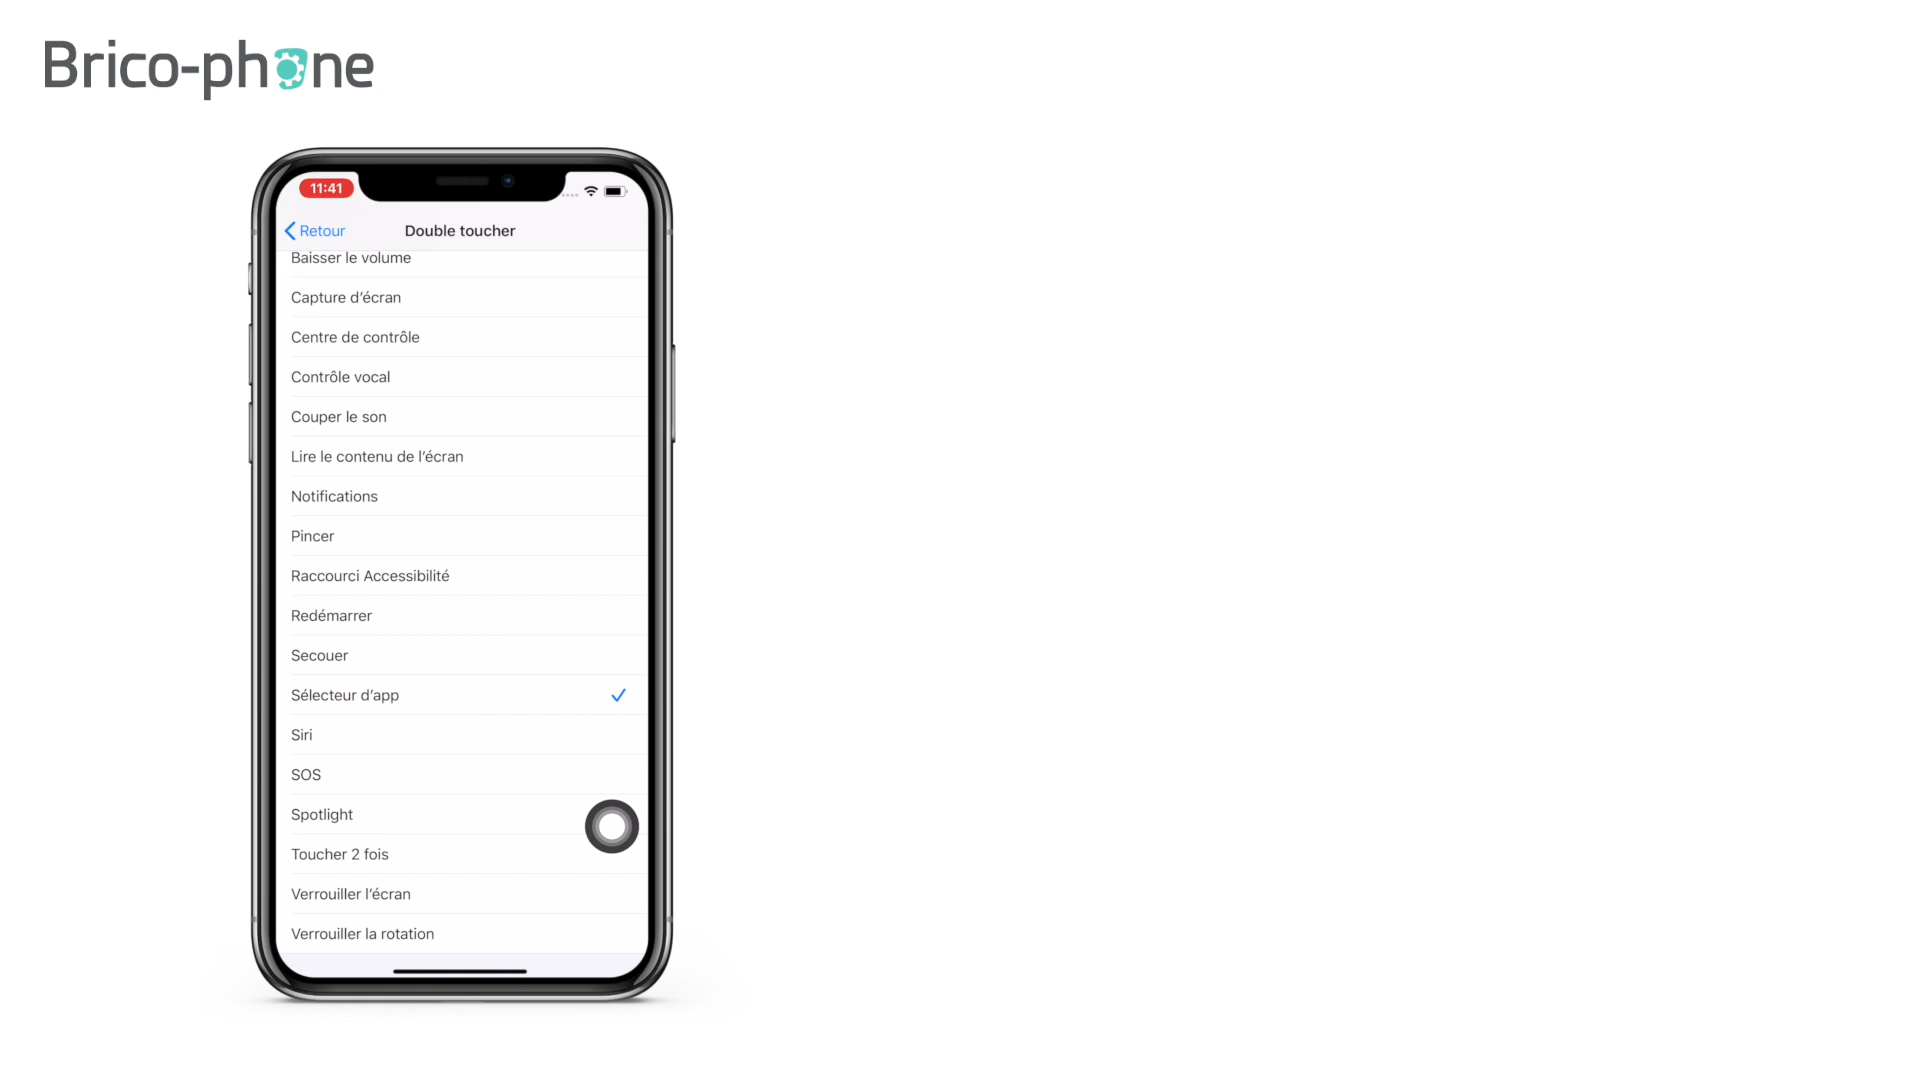 Brico-phone
11:41
Retour
Double toucher
Baisser le volume
Capture d’écran
Centre de contrôle
Contrôle vocal
Couper le son
Lire le contenu de l’écran
Notifications
Pincer
Raccourci Accessibilité
Redémarrer
Secouer
Sélecteur d’app
Siri
SOS
Spotlight
Toucher 2 fois
Verrouiller l’écran
Verrouiller la rotation